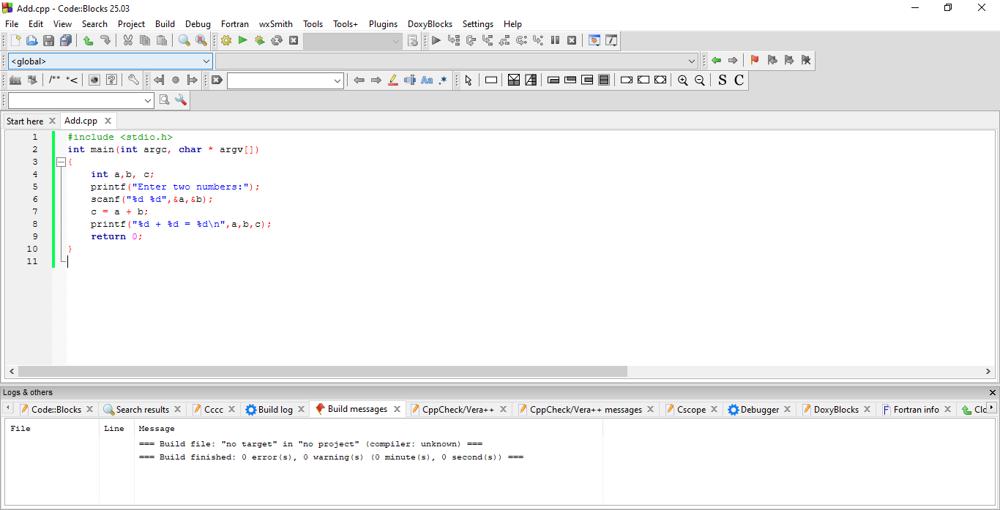 Add.cpp - Code::Blocks 25.03
File Edit View Search Project Build Debug Fortran wxSmith Tools Tools+ Plugins DoxyBlocks Settings Help
<global>
/** *< Aa .* S C
Start here Add.cpp
1 #include <stdio.h>
2 int main(int argc, char * argv[])
3 {
4 int a,b, c;
5 printf("Enter two numbers:");
6 scanf("%d %d",&a,&b);
7 c = a + b;
8 printf("%d + %d = %d\n",a,b,c);
9 return 0;
10 }
11
Logs & others
Code::Blocks Search results Cccc Build log Build messages CppCheck/Vera++ CppCheck/Vera++ messages Cscope Debugger DoxyBlocks Fortran info Clo
File Line Message
=== Build file: "no target" in "no project" (compiler: unknown) ===
=== Build finished: 0 error(s), 0 warning(s) (0 minute(s), 0 second(s)) ===